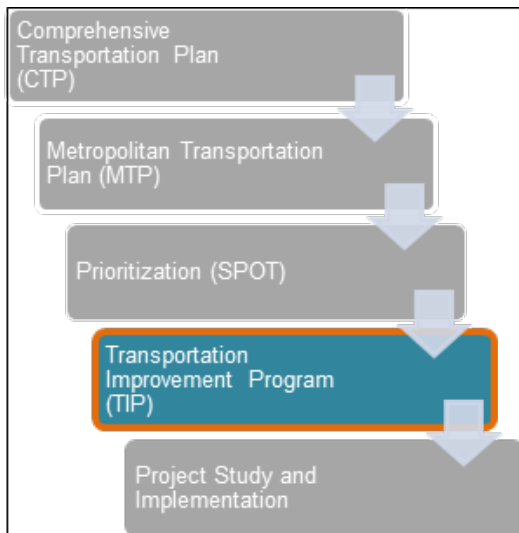 Comprehensive
Transportation Plan
(CTP)
Metropolitan Transportation
Plan (MTP)
Prioritization (SPOT)
Transportation
Improvement Program
(TIP)
Project Study and
Implementation